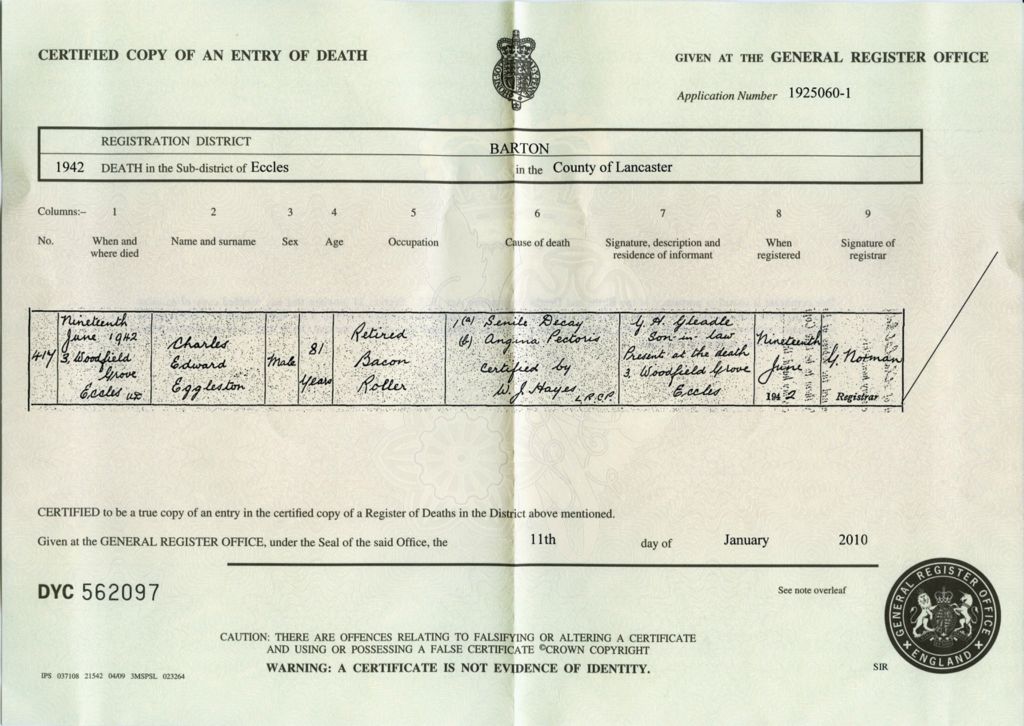 CERTIFIED COPY OF AN ENTRY OF DEATH
GIVEN AT THE GENERAL REGISTER OFFICE
Application Number 1925060-1
REGISTRATION DISTRICT
BARTON
1942 DEATH in the Sub-district of Eccles in the County of Lancaster
Columns:– 1 2 3 4 5 6 7 8 9
No.
When and
where died
Name and surname
Sex
Age
Occupation
Cause of death
Signature, description and
residence of informant
When
registered
Signature of
registrar
417
Nineteenth
June 1942
3, Woodfield
Grove
Eccles
Charles
Edward
Eggleston
Male
81
Years
Retired
Bacon
Roller
1(a) Senile Decay
(b) Angina Pectoris
Certified by
W. J. Hayes
L.R.C.P.
H. Gleadle
Son in law
Present at the death
3, Woodfield Grove
Eccles
Nineteenth
June
1942
Norman
Registrar
CERTIFIED to be a true copy of an entry in the certified copy of a Register of Deaths in the District above mentioned.
Given at the GENERAL REGISTER OFFICE, under the Seal of the said Office, the 11th day of January 2010
DYC 562097
See note overleaf
GENERAL REGISTER OFFICE
ENGLAND
CAUTION: THERE ARE OFFENCES RELATING TO FALSIFYING OR ALTERING A CERTIFICATE
AND USING OR POSSESSING A FALSE CERTIFICATE ©CROWN COPYRIGHT
WARNING: A CERTIFICATE IS NOT EVIDENCE OF IDENTITY.
SIR
IPS 037108 21542 04/09 3MSPSL 023264